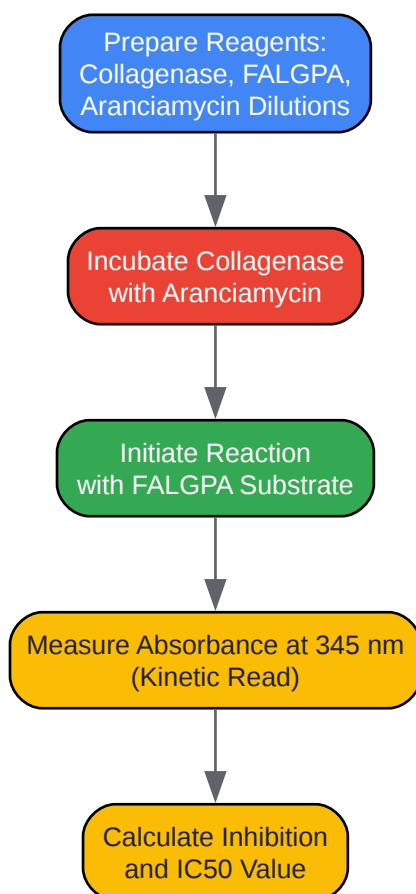 Prepare Reagents:
Collagenase, FALGPA,
Aranciamycin Dilutions
Incubate Collagenase
with Aranciamycin
Initiate Reaction
with FALGPA Substrate
Measure Absorbance at 345 nm
(Kinetic Read)
Calculate Inhibition
and IC50 Value